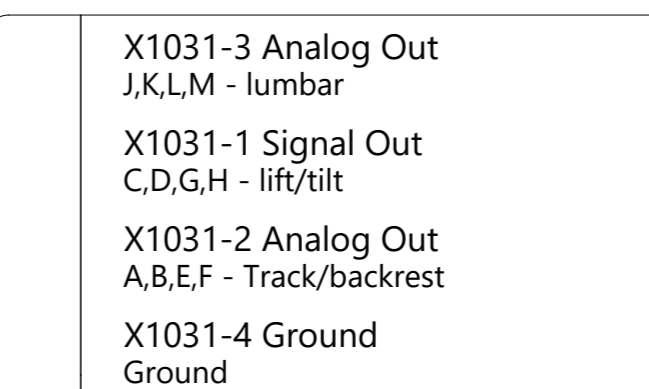 X1031-3 Analog Out
J,K,L,M - lumbar
X1031-1 Signal Out
C,D,G,H - lift/tilt
X1031-2 Analog Out
A,B,E,F - Track/backrest
X1031-4 Ground
Ground